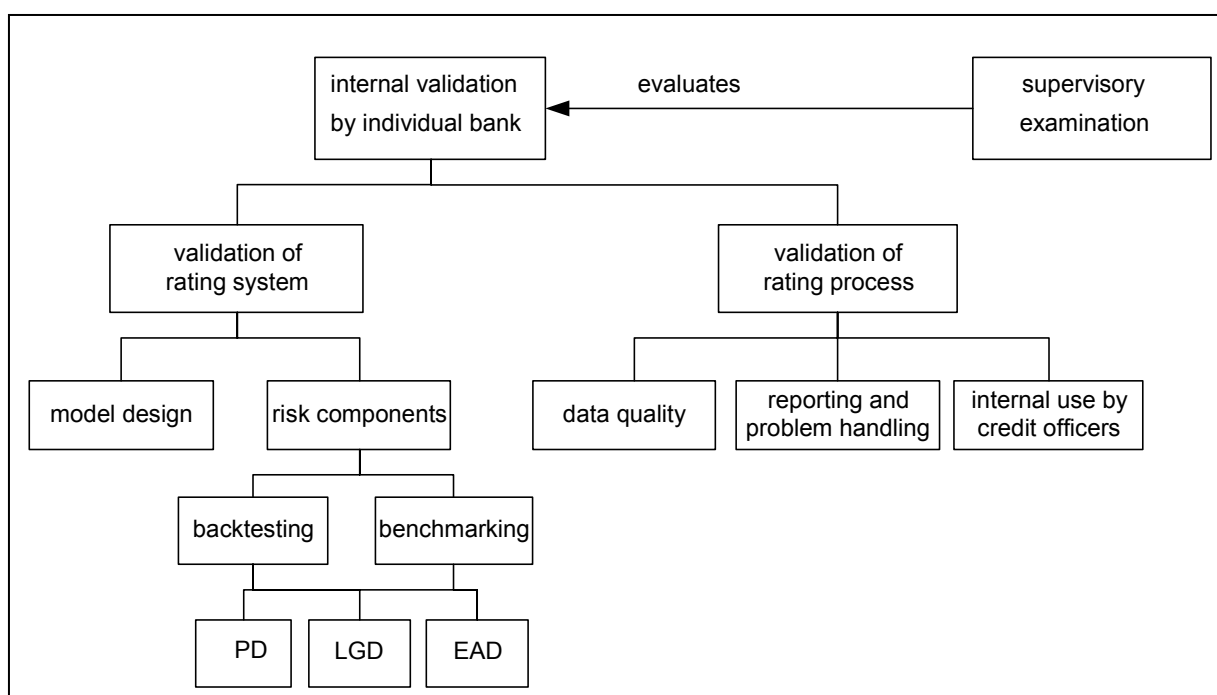 internal validation
by individual bank
evaluates
supervisory
examination
validation of
rating system
validation of
rating process
model design
risk components
data quality
reporting and
problem handling
internal use by
credit officers
backtesting
benchmarking
PD
LGD
EAD